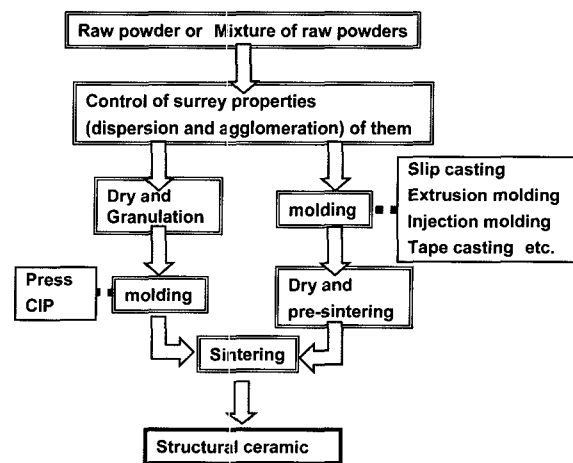 Raw powder or Mixture of raw powders
Control of surrey properties
(dispersion and agglomeration) of them
Dry and
Granulation
molding
Slip casting
Extrusion molding
Injection molding
Tape casting etc.
Press
CIP
molding
Dry and
pre-sintering
Sintering
Structural ceramic